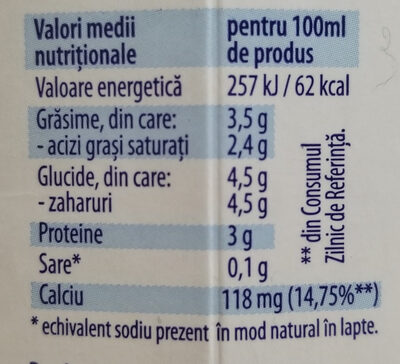 Valori medii nutriționale pentru 100ml de produs
Valoare energetică 257 kJ / 62 kcal
Grăsime, din care: 3,5 g
- acizi grași saturați 2,4 g
Glucide, din care: 4,5 g
- zaharuri 4,5 g
Proteine 3 g
Sare* 0,1 g
Calciu 118 mg (14,75%**)
** din Consumul
Zilnic de Referință.
* echivalent sodiu prezent în mod natural în lapte.